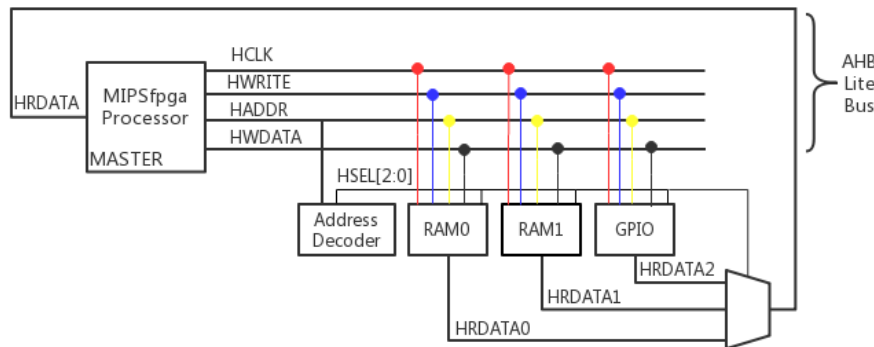 HCLK
HWRITE
HADDR
HWDATA
HRDATA
MIPSfpga
Processor
MASTER
AHB
Lite
Bus
HSEL[2:0]
Address
Decoder
RAM0
RAM1
GPIO
HRDATA2
HRDATA1
HRDATA0